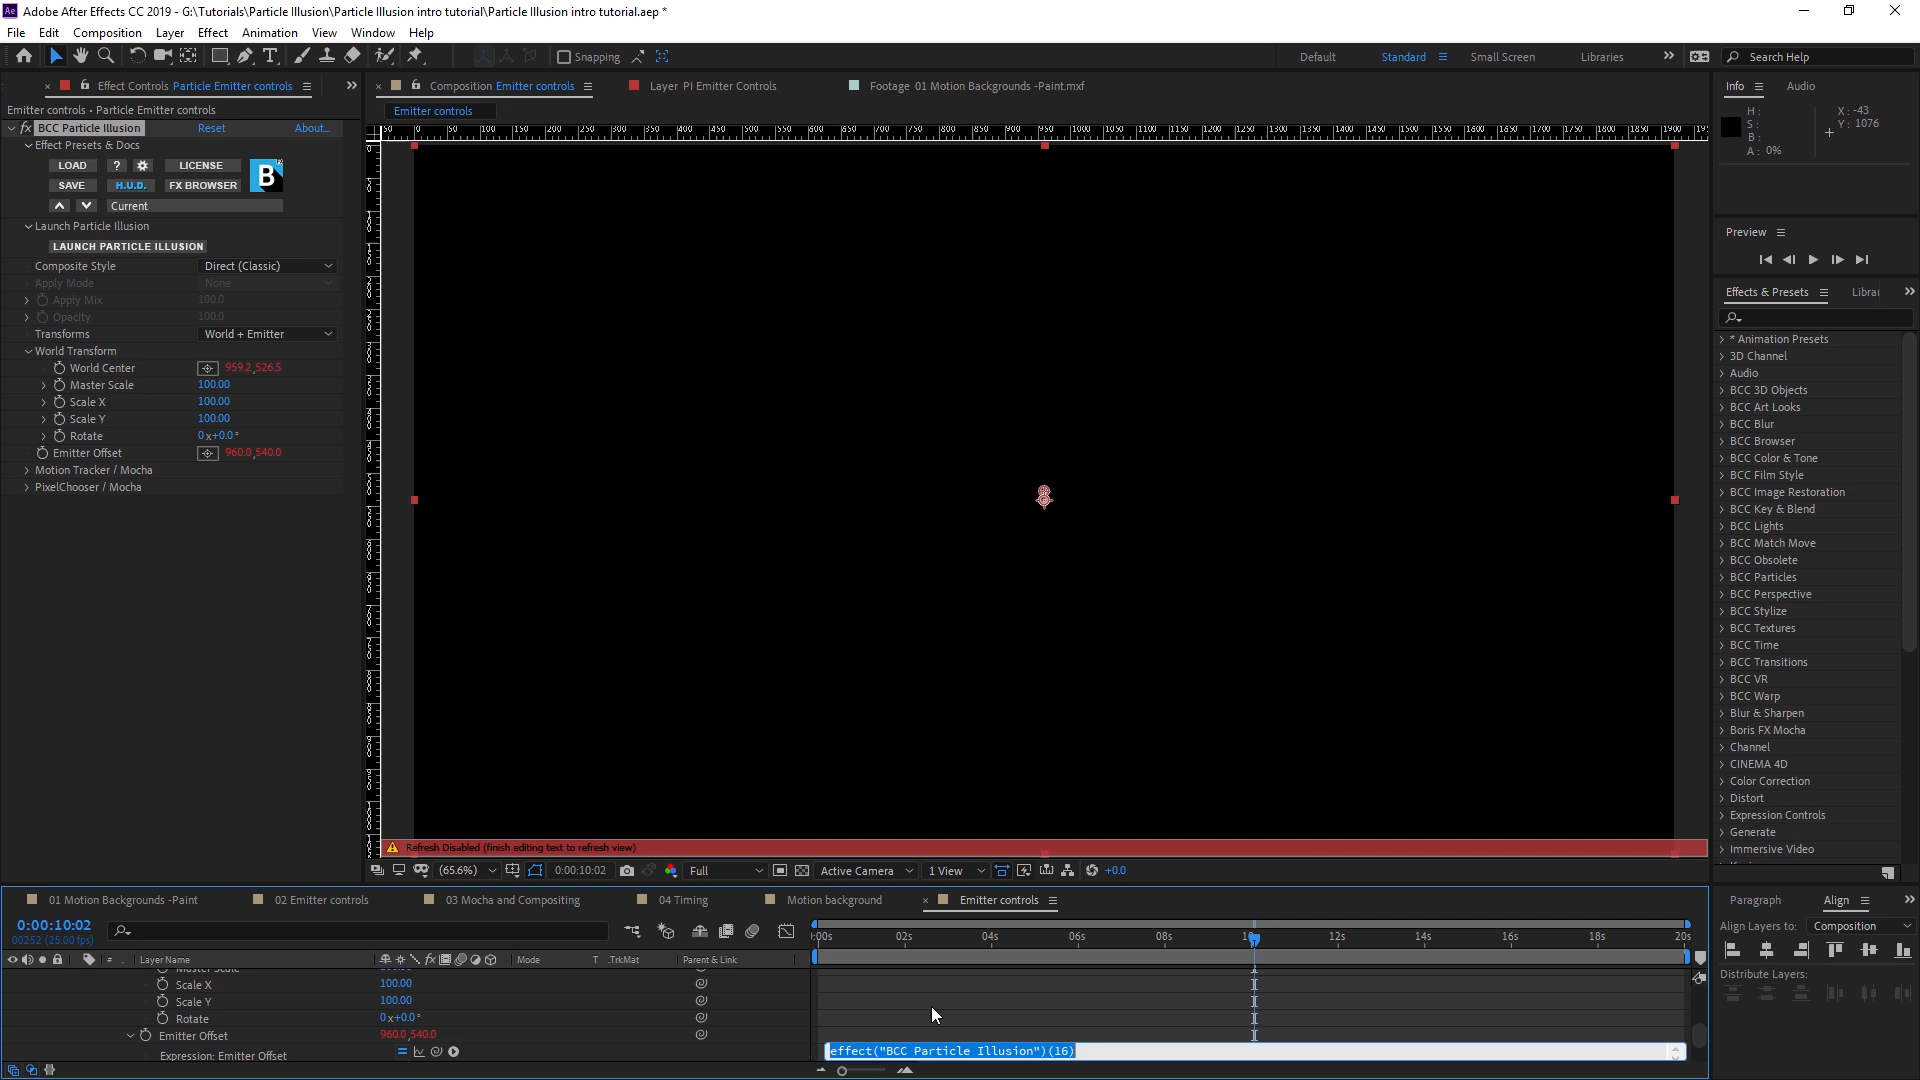 Adobe After Effects CC 2019 - G:\Tutorials\Particle Illusion\Particle Illusion intro tutorial\Particle Illusion intro tutorial.aep *
File Edit Composition Layer Effect Animation View Window Help
Snapping Default Standard Small Screen Libraries Search Help
Effect Controls Particle Emitter controls
Composition Emitter controls Layer PI Emitter Controls Footage 01 Motion Backgrounds -Paint.mxf
Info Audio
Emitter controls • Particle Emitter controls
Emitter controls
BCC Particle Illusion Reset About...
Effect Presets & Docs
LOAD ? LICENSE
SAVE H.U.D. FX BROWSER
B
Current
Launch Particle Illusion
LAUNCH PARTICLE ILLUSION
Composite Style Direct (Classic)
Apply Mode None
Apply Mix 100.0
Opacity 100.0
Transforms World + Emitter
World Transform
World Center 959.2,526.5
Master Scale 100.00
Scale X 100.00
Scale Y 100.00
Rotate 0x+0.0°
Emitter Offset 960.0,540.0
Motion Tracker / Mocha
PixelChooser / Mocha
Refresh Disabled (finish editing text to refresh view)
(65.6%) 0:00:10:02 Full Active Camera 1 View +0.0
H:
S:
B:
A: 0%
X: -43
Y: 1076
Preview
Effects & Presets Librar
* Animation Presets
3D Channel
Audio
BCC 3D Objects
BCC Art Looks
BCC Blur
BCC Browser
BCC Color & Tone
BCC Film Style
BCC Image Restoration
BCC Key & Blend
BCC Lights
BCC Match Move
BCC Obsolete
BCC Particles
BCC Perspective
BCC Stylize
BCC Textures
BCC Time
BCC Transitions
BCC VR
BCC Warp
Blur & Sharpen
Boris FX Mocha
Channel
CINEMA 4D
Color Correction
Distort
Expression Controls
Generate
Immersive Video
01 Motion Backgrounds -Paint 02 Emitter controls 03 Mocha and Compositing 04 Timing Motion background Emitter controls
0:00:10:02
00252 (25.00 fps)
:00s 02s 04s 06s 08s 12s 14s 16s 18s 20s
# Layer Name Mode T .TrkMat Parent & Link
Master Scale
Scale X 100.00
Scale Y 100.00
Rotate 0x+0.0°
Emitter Offset 960.0,540.0
Expression: Emitter Offset
effect("BCC Particle Illusion")(16)
Paragraph Align
Align Layers to: Composition
Distribute Layers: